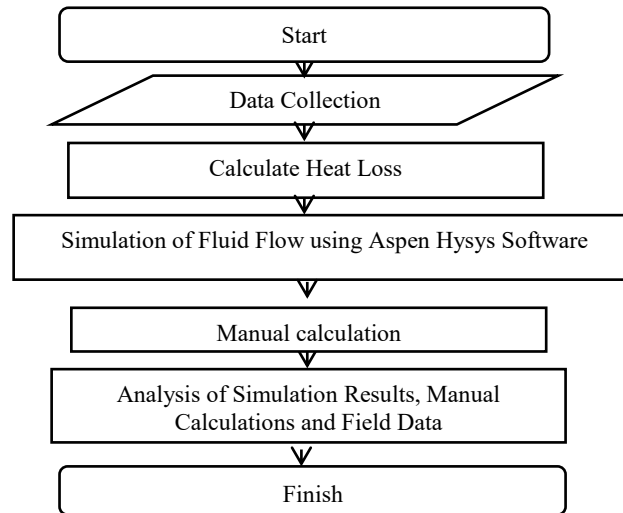 Start
Data Collection
Calculate Heat Loss
Simulation of Fluid Flow using Aspen Hysys Software
Manual calculation
Analysis of Simulation Results, Manual
Calculations and Field Data
Finish